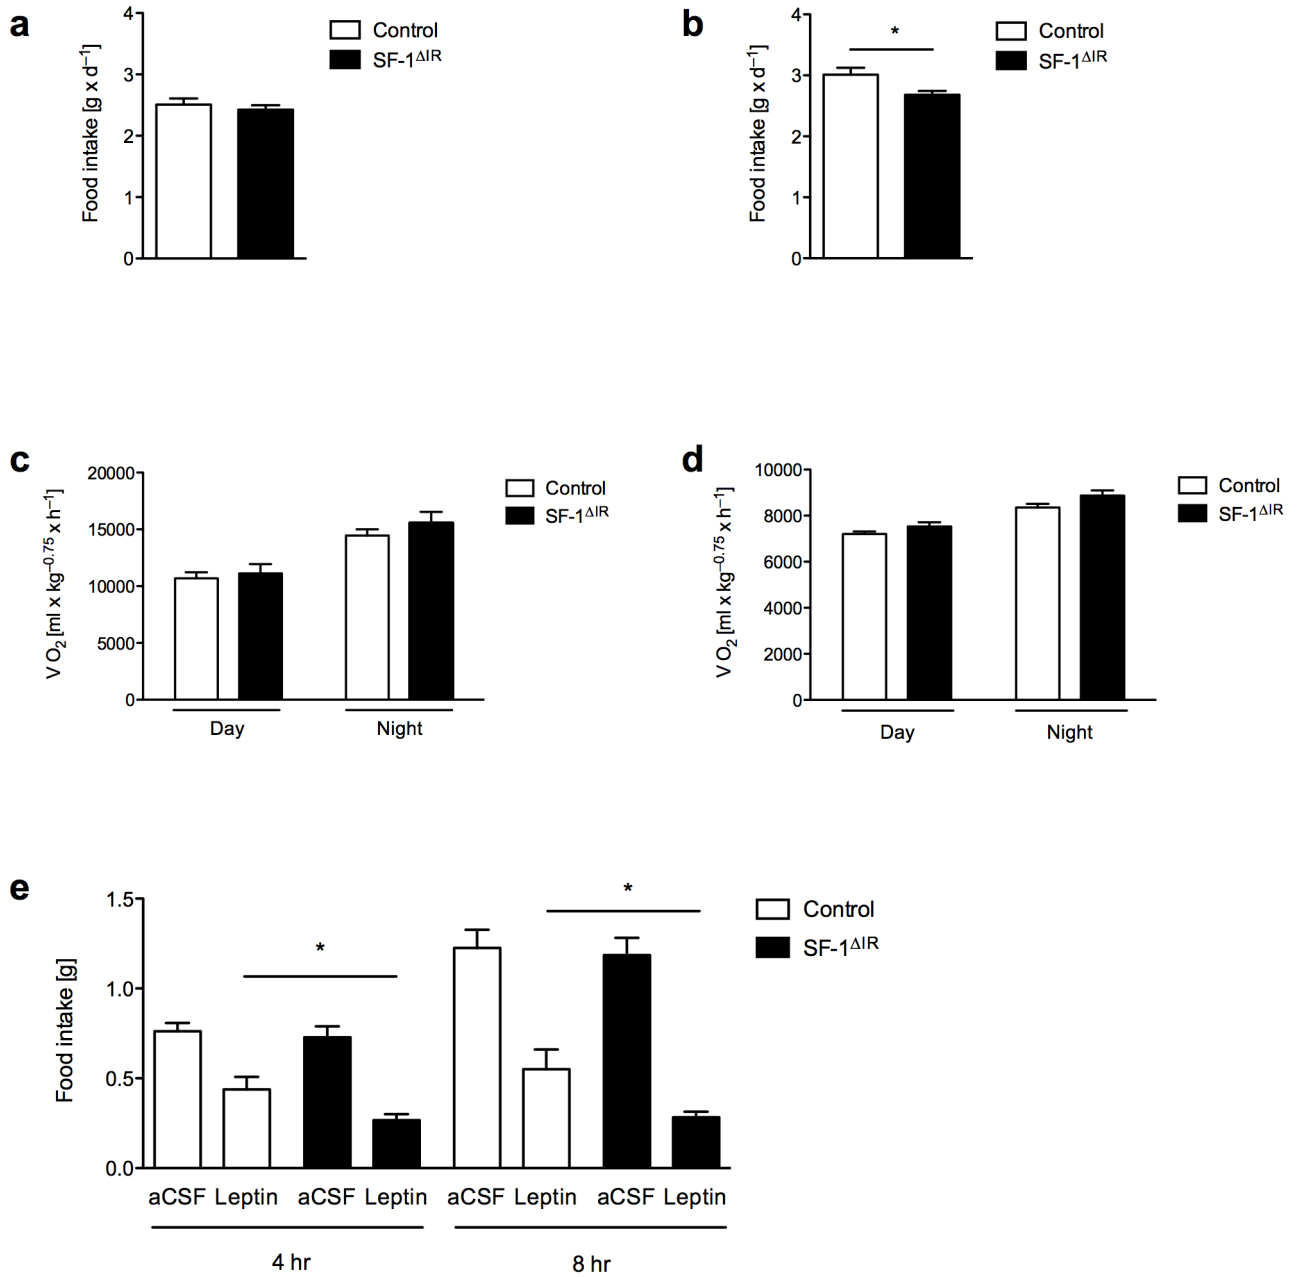 a
Food intake [g x d⁻¹]
4
3
2
1
0
Control
SF-1ΔIR
b
Food intake [g x d⁻¹]
4
3
2
1
0
*
Control
SF-1ΔIR
c
V O₂ [ml x kg⁻⁰·⁷⁵ x h⁻¹]
20000
15000
10000
5000
0
Day Night
Control
SF-1ΔIR
d
V O₂ [ml x kg⁻⁰·⁷⁵ x h⁻¹]
10000
8000
6000
4000
2000
0
Day Night
Control
SF-1ΔIR
e
Food intake [g]
1.5
1.0
0.5
0.0
*
*
Control
SF-1ΔIR
aCSF Leptin aCSF Leptin aCSF Leptin aCSF Leptin
4 hr 8 hr